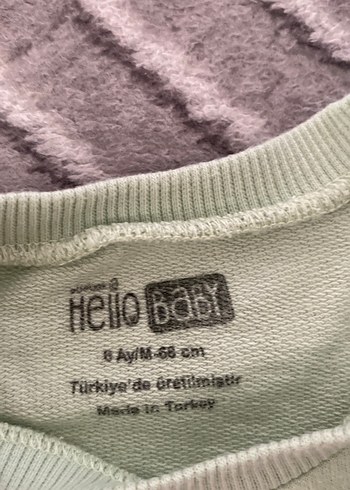 Hello BaBY
6 Ay/M-68 cm
Türkiye'de üretilmiştir
Made in Turkey